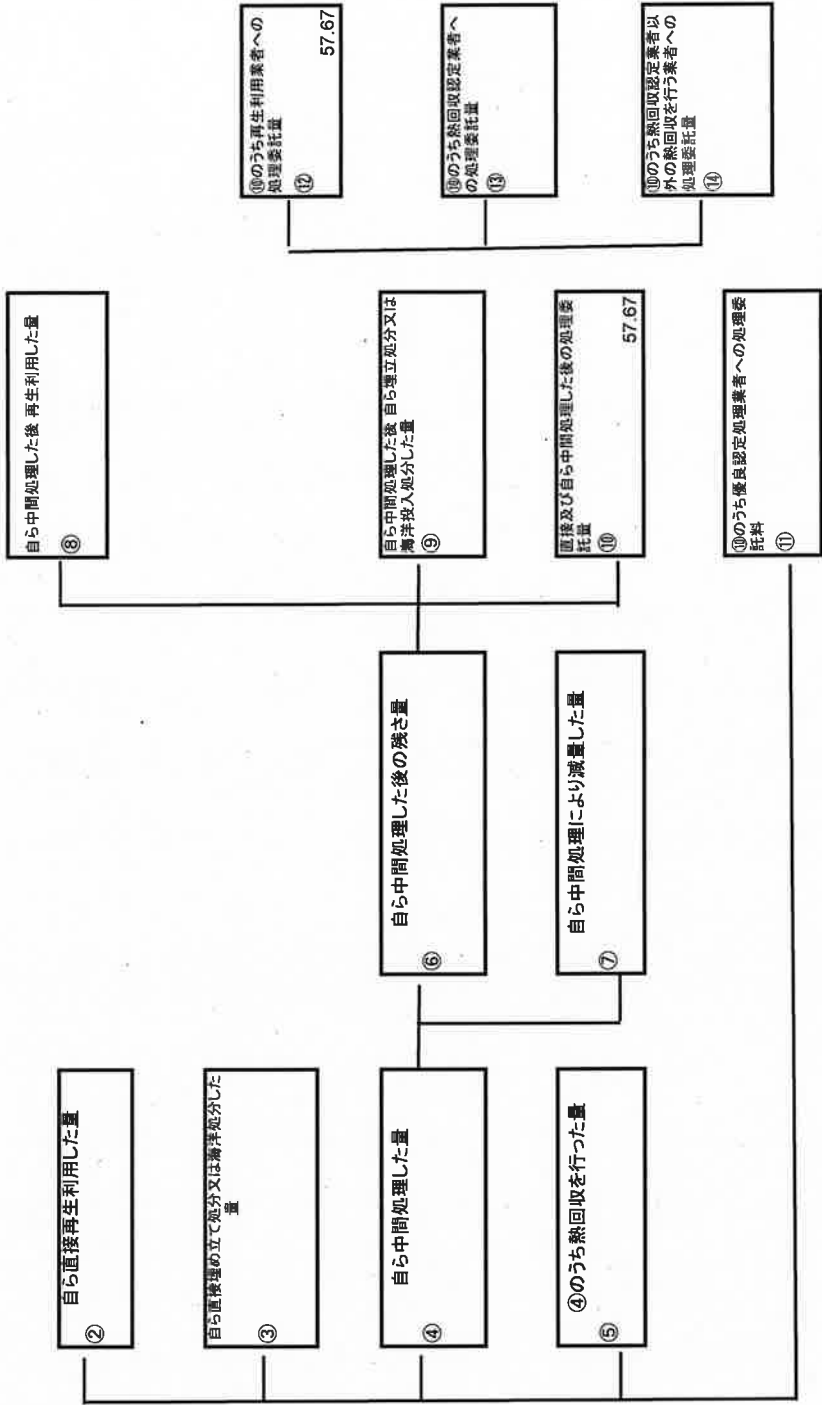 自ら直接再生利用した量
②
自ら直接埋め立て処分又は海洋処分した
量
③
自ら中間処理した量
④
④のうち熱回収を行った量
⑤
自ら中間処理した後の残さ量
⑥
自ら中間処理により減量した量
⑦
自ら中間処理した後 再生利用した量
⑧
自ら中間処理した後 自ら埋立処分又は
海洋投入処分した量
⑨
直接及び自ら中間処理した後の処理委
託量
⑩
57.67
⑩のうち優良認定処理業者への処理委
託料
⑪
⑩のうち再生利用業者への
処理委託量
⑫
57.67
⑩のうち熱回収認定業者へ
の処理委託量
⑬
⑩のうち熱回収認定業者以
外の熱回収を行う業者への
処理委託量
⑭